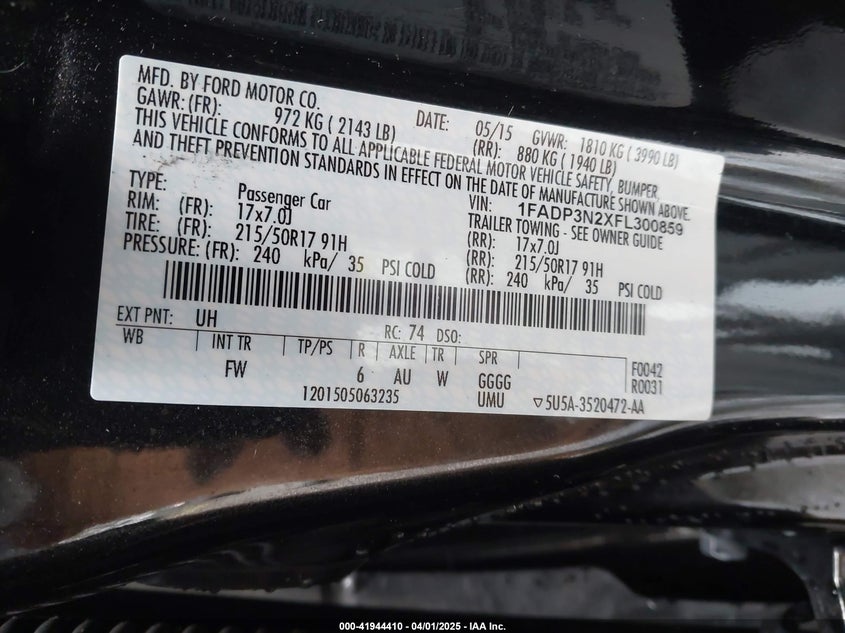 MFD. BY FORD MOTOR CO.
DATE: 05/15 GVWR: 1810 KG ( 3990 LB)
GAWR: (FR): 972 KG ( 2143 LB) (RR): 880 KG ( 1940 LB)
THIS VEHICLE CONFORMS TO ALL APPLICABLE FEDERAL MOTOR VEHICLE SAFETY, BUMPER,
AND THEFT PREVENTION STANDARDS IN EFFECT ON THE DATE OF MANUFACTURE SHOWN ABOVE.
VIN: 1FADP3N2XFL300859
TYPE: Passenger Car TRAILER TOWING - SEE OWNER GUIDE
RIM: (FR): 17x7.0J (RR): 17x7.0J
TIRE: (FR): 215/50R17 91H (RR): 215/50R17 91H
PRESSURE: (FR): 240 kPa/ 35 PSI COLD (RR): 240 kPa/ 35 PSI COLD
EXT PNT: UH RC: 74 DSO:
WB INT TR TP/PS R AXLE TR SPR F0042
FW 6 AU W GGGG R0031
1201505063235 UMU ▽5U5A-3520472-AA
000-41944410 - 04/01/2025 - IAA Inc.